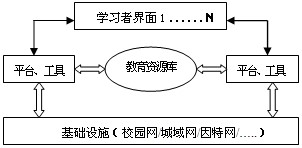 学习者界面 1 . . . . . . N
平台、工具
教育资源库
平台、工具
基础设施（ 校园网/城域网/因特网/…..）